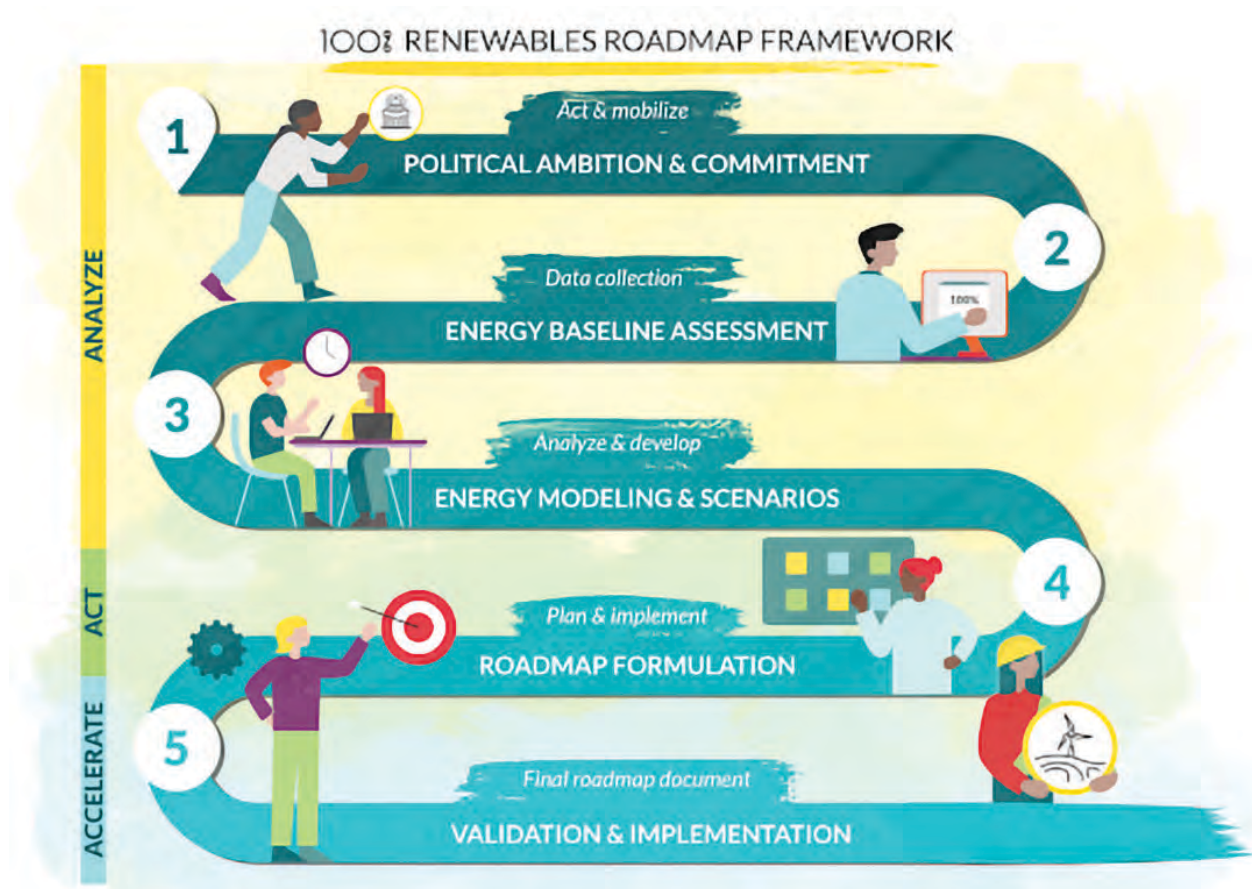 100% RENEWABLES ROADMAP FRAMEWORK
ANALYZE
1
Act & mobilize
POLITICAL AMBITION & COMMITMENT
2
Data collection
ENERGY BASELINE ASSESSMENT
100%
3
Analyze & develop
ENERGY MODELING & SCENARIOS
ACT
4
Plan & implement
ROADMAP FORMULATION
ACCELERATE
5
Final roadmap document
VALIDATION & IMPLEMENTATION